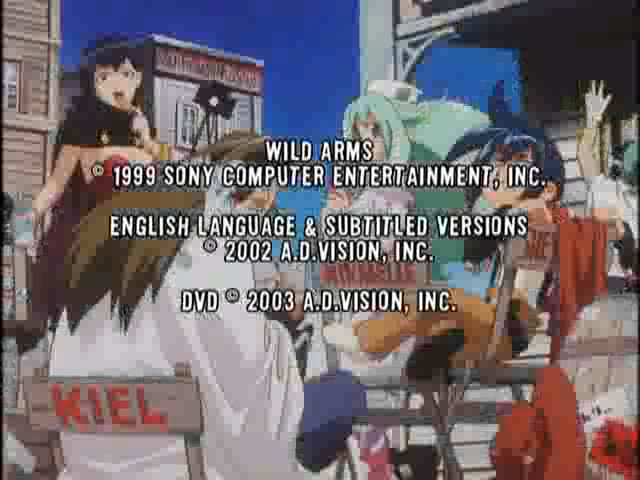 WILD ARMS
© 1999 SONY COMPUTER ENTERTAINMENT, INC.
ENGLISH LANGUAGE & SUBTITLED VERSIONS
© 2002 A.D.VISION, INC.
DVD © 2003 A.D.VISION, INC.
KIEL